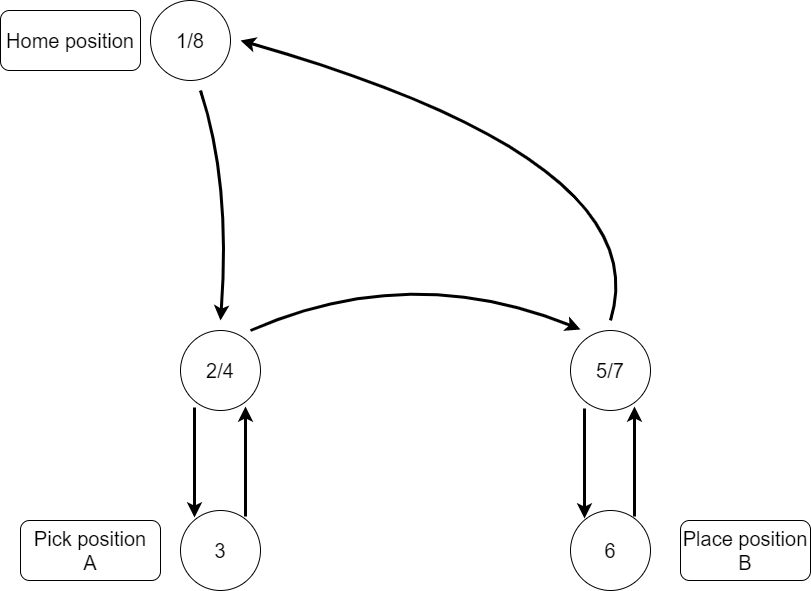 Home position
1/8
2/4
5/7
Pick position
A
3
6
Place position
B